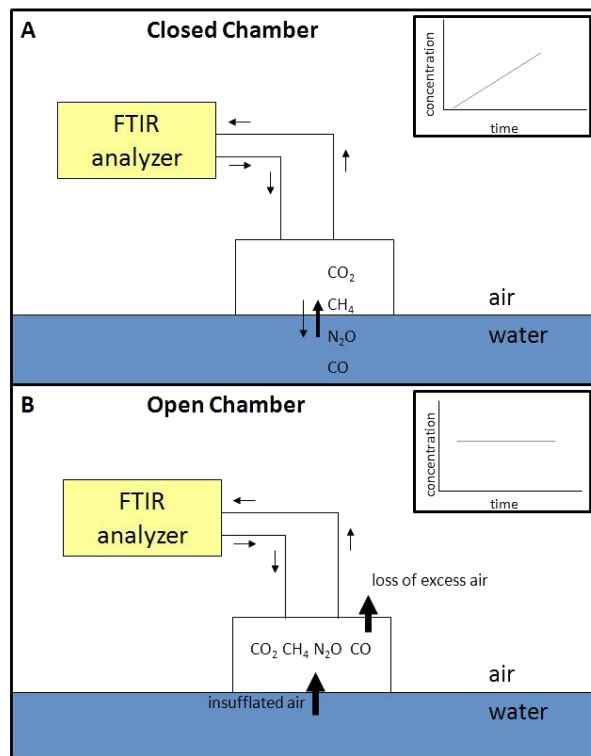 A
Closed Chamber
concentration
time
FTIR
analyzer
CO₂
CH₄
N₂O
CO
air
water
B
Open Chamber
concentration
time
FTIR
analyzer
loss of excess air
CO₂ CH₄ N₂O CO
insufflated air
air
water